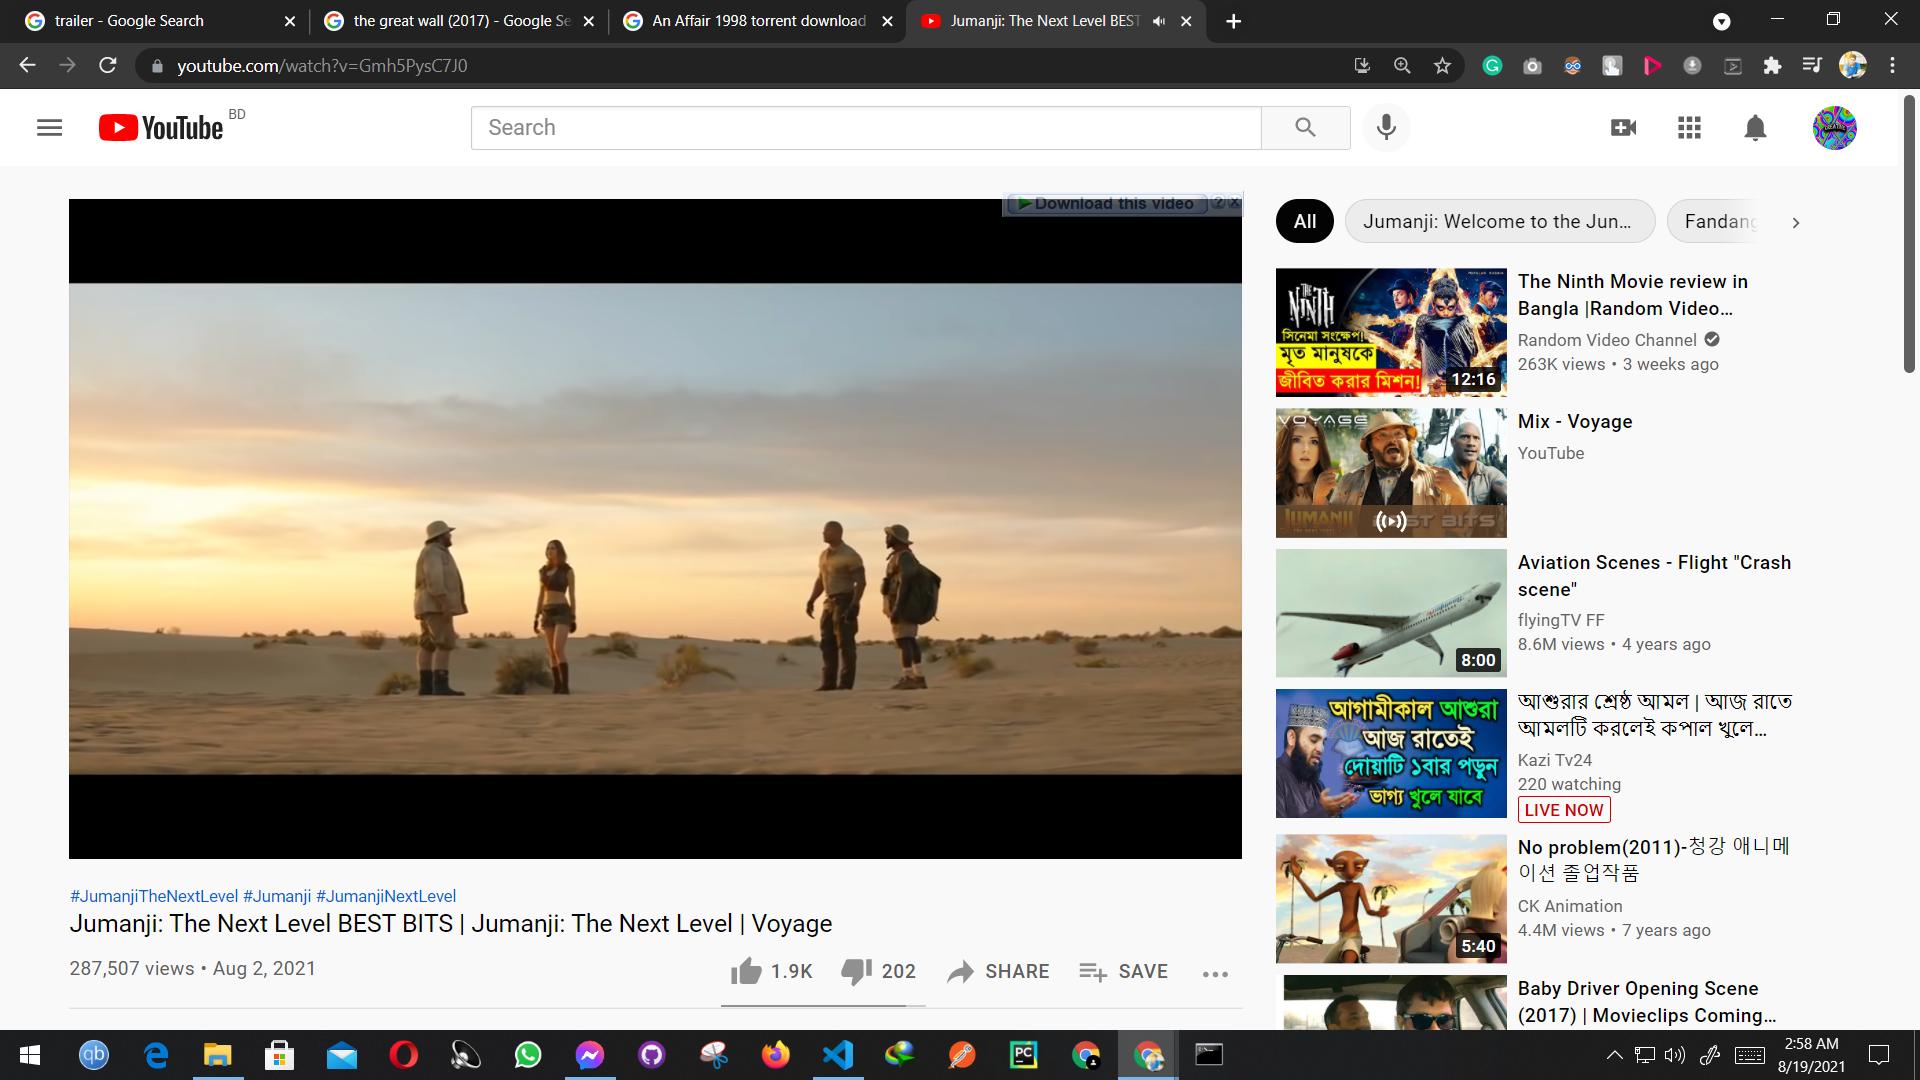 trailer - Google Search
the great wall (2017) - Google Se
An Affair 1998 torrent download
Jumanji: The Next Level BEST
youtube.com/watch?v=Gmh5PysC7J0
YouTube BD
Search
Download this video
All
Jumanji: Welcome to the Jun...
Fandang
THE NINTH
সিনেমা সংক্ষেপ!
মৃত মানুষকে
জীবিত করার মিশন!
12:16
The Ninth Movie review in
Bangla |Random Video...
Random Video Channel
263K views • 3 weeks ago
VOYAGE
JUMANJI BEST BITS
Mix - Voyage
YouTube
8:00
Aviation Scenes - Flight "Crash
scene"
flyingTV FF
8.6M views • 4 years ago
আগামীকাল আশুরা
আজ রাতেই
দোয়াটি ১বার পড়ুন
ভাগ্য খুলে যাবে
আশুরার শ্রেষ্ঠ আমল | আজ রাতে
আমলটি করলেই কপাল খুলে...
Kazi Tv24
220 watching
LIVE NOW
5:40
No problem(2011)-청강 애니메
이션 졸업작품
CK Animation
4.4M views • 7 years ago
Baby Driver Opening Scene
(2017) | Movieclips Coming...
#JumanjiTheNextLevel #Jumanji #JumanjiNextLevel
Jumanji: The Next Level BEST BITS | Jumanji: The Next Level | Voyage
287,507 views • Aug 2, 2021
1.9K
202
SHARE
SAVE
qb
PC
2:58 AM
8/19/2021